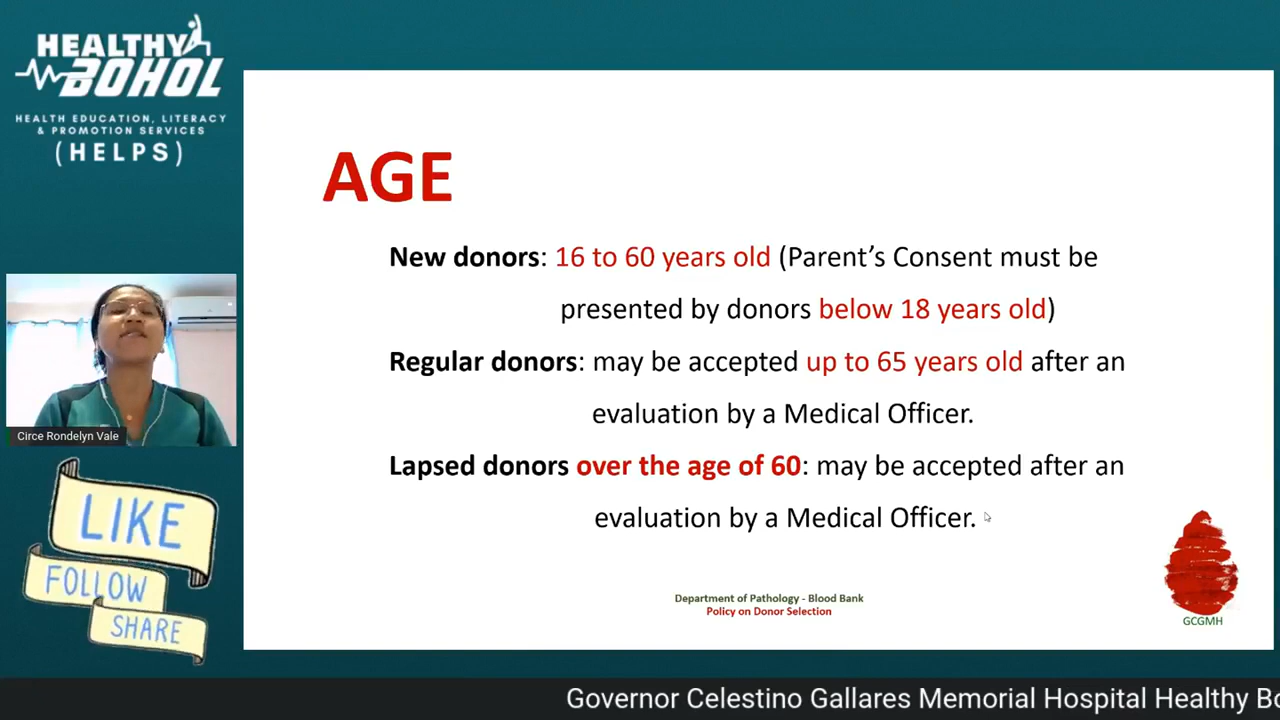 HEALTHY
BOHOL
HEALTH EDUCATION, LITERACY
& PROMOTION SERVICES
(HELPS)
AGE
New donors: 16 to 60 years old (Parent’s Consent must be
presented by donors below 18 years old)
Regular donors: may be accepted up to 65 years old after an
evaluation by a Medical Officer.
Lapsed donors over the age of 60: may be accepted after an
evaluation by a Medical Officer.
Circe Rondelyn Vale
LIKE
FOLLOW
SHARE
Department of Pathology - Blood Bank
Policy on Donor Selection
GCGMH
Governor Celestino Gallares Memorial Hospital Healthy Bo